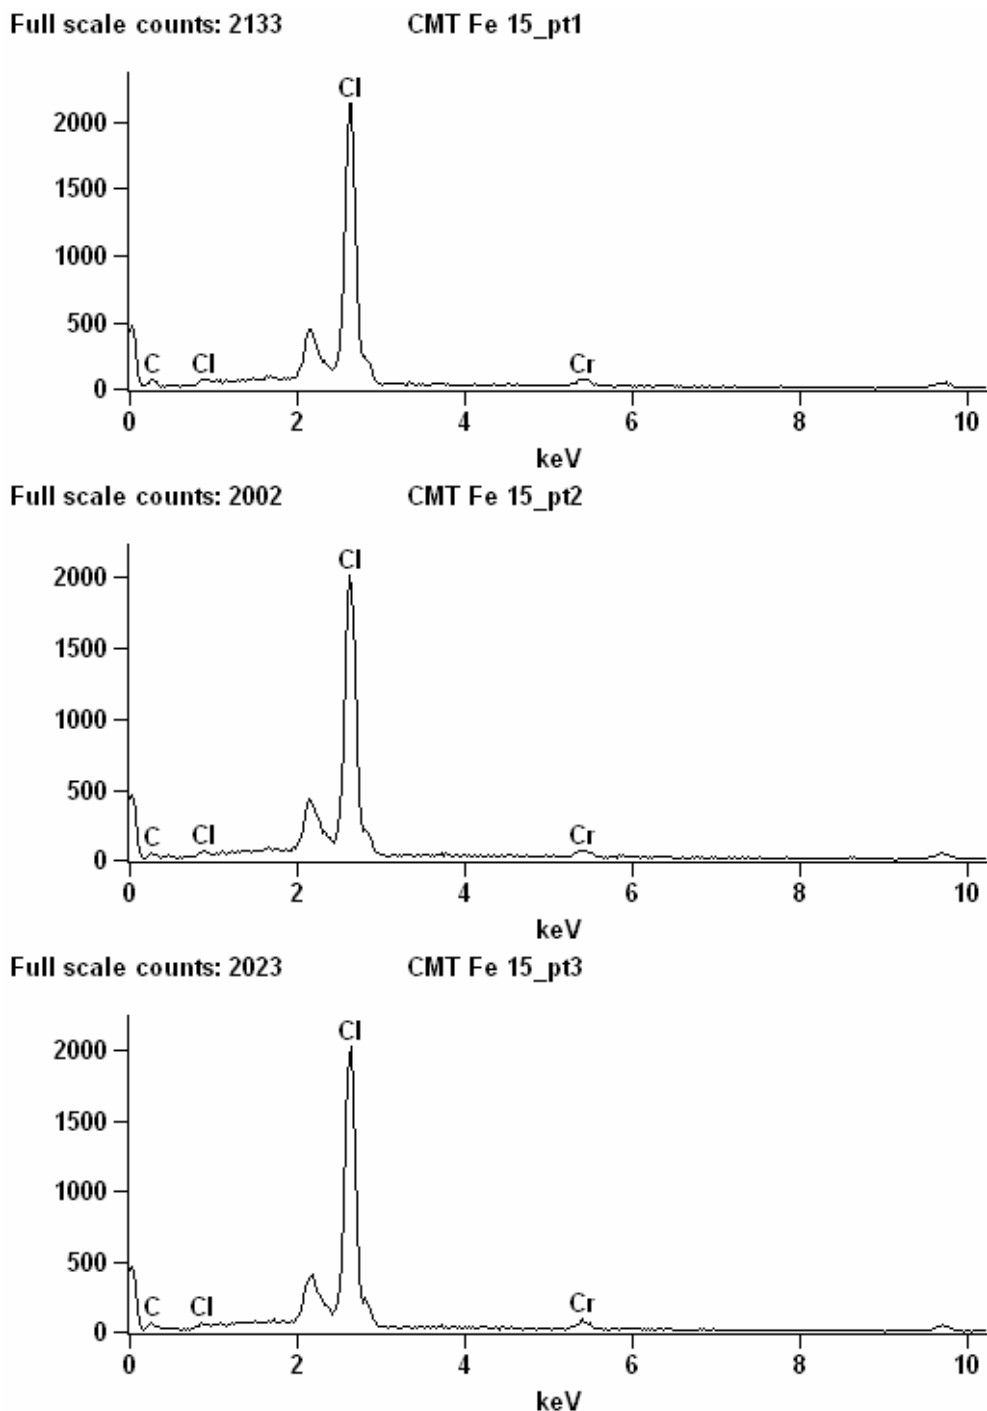 Full scale counts: 2133 CMT Fe 15_pt1
Cl
2000
1500
1000
500
C Cl Cr
0
0 2 4 6 8 10
keV
Full scale counts: 2002 CMT Fe 15_pt2
Cl
2000
1500
1000
500
C Cl Cr
0
0 2 4 6 8 10
keV
Full scale counts: 2023 CMT Fe 15_pt3
Cl
2000
1500
1000
500
C Cl Cr
0
0 2 4 6 8 10
keV